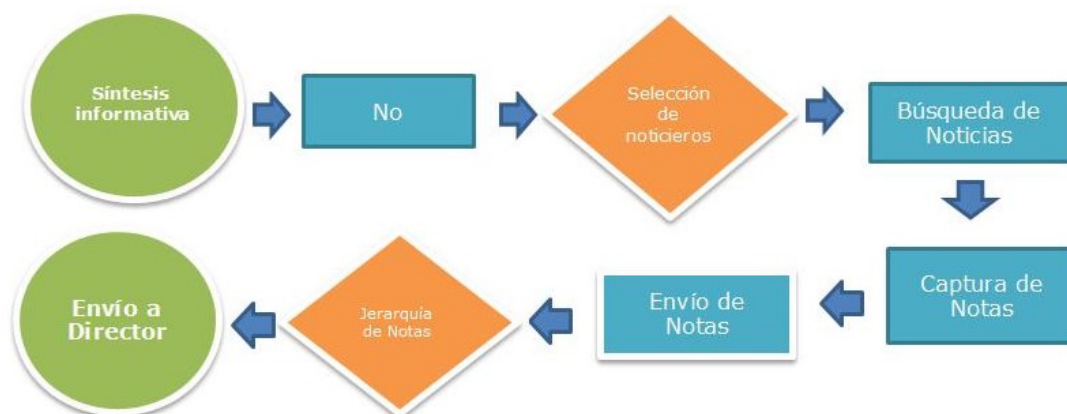 Síntesis
informativa
No
Selección
de
noticieros
Búsqueda de
Noticias
Captura de
Notas
Envío de
Notas
Jerarquía
de Notas
Envío a
Director